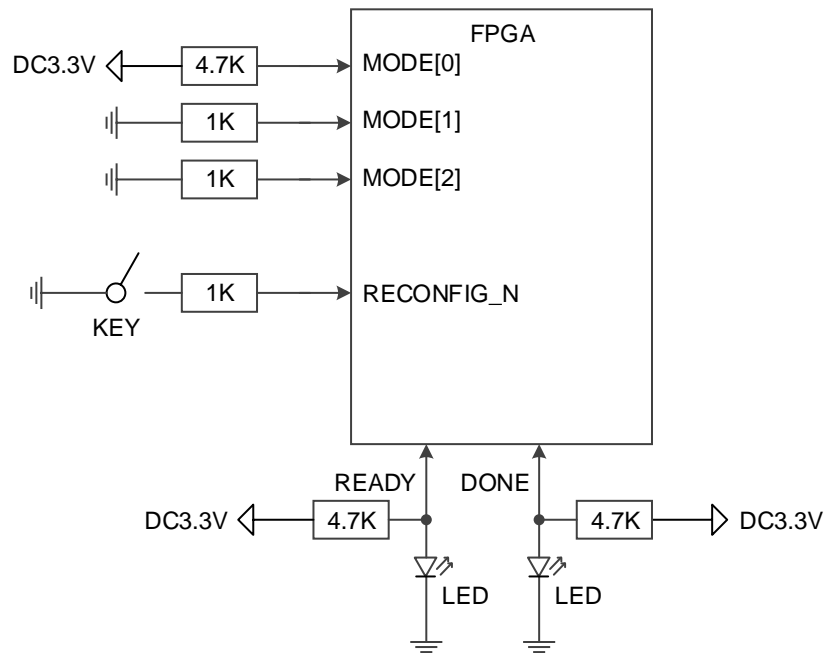 FPGA
DC3.3V 4.7K MODE[0]
1K MODE[1]
1K MODE[2]
1K RECONFIG_N
KEY
READY DONE
DC3.3V 4.7K 4.7K DC3.3V
LED LED